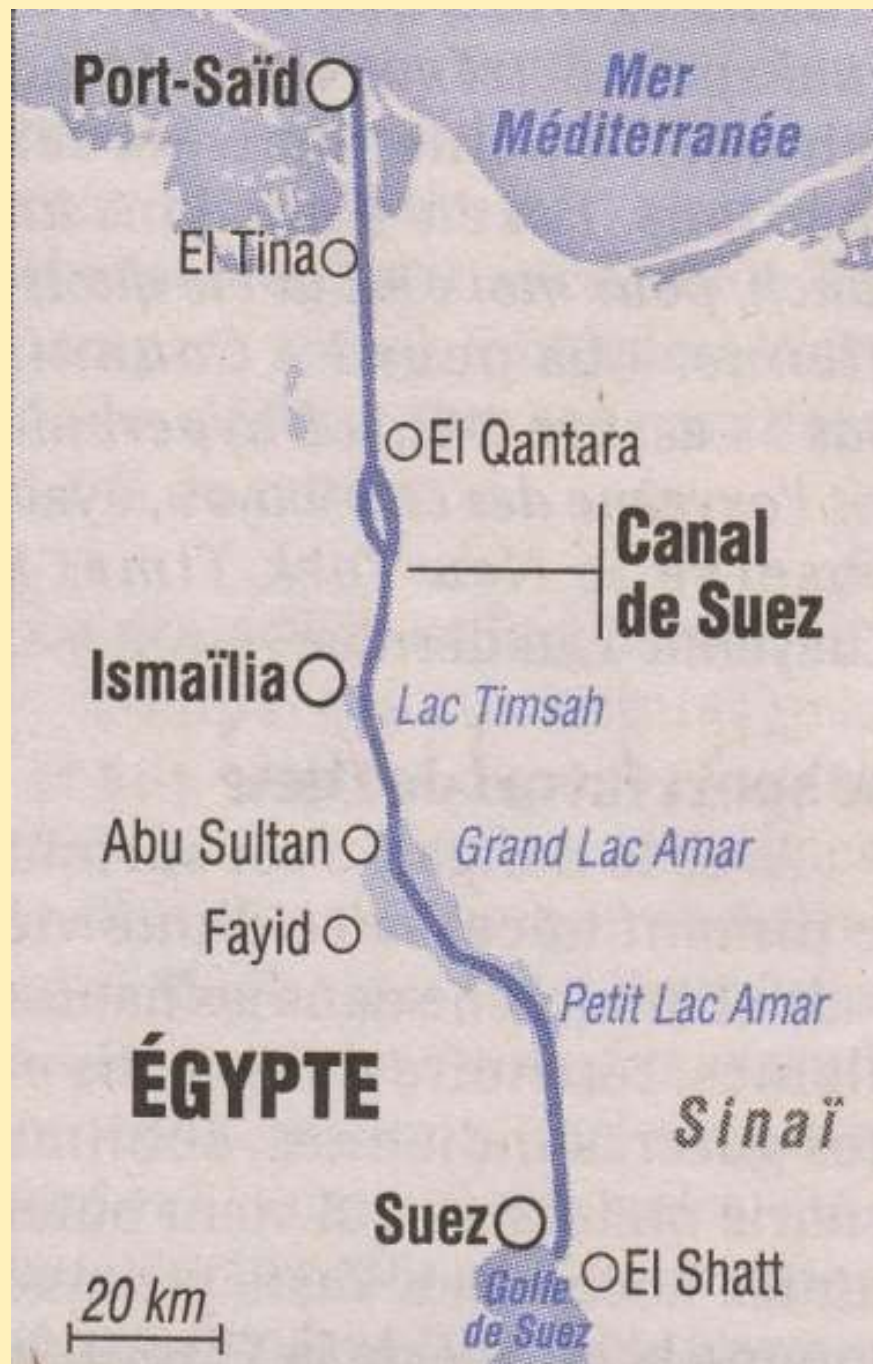 Port-Saïd
Mer
Méditerranée
El Tina
El Qantara
Canal
de Suez
Ismaïlia
Lac Timsah
Abu Sultan
Grand Lac Amar
Fayid
Petit Lac Amar
ÉGYPTE
Sinaï
Suez
El Shatt
Golfe
de Suez
20 km